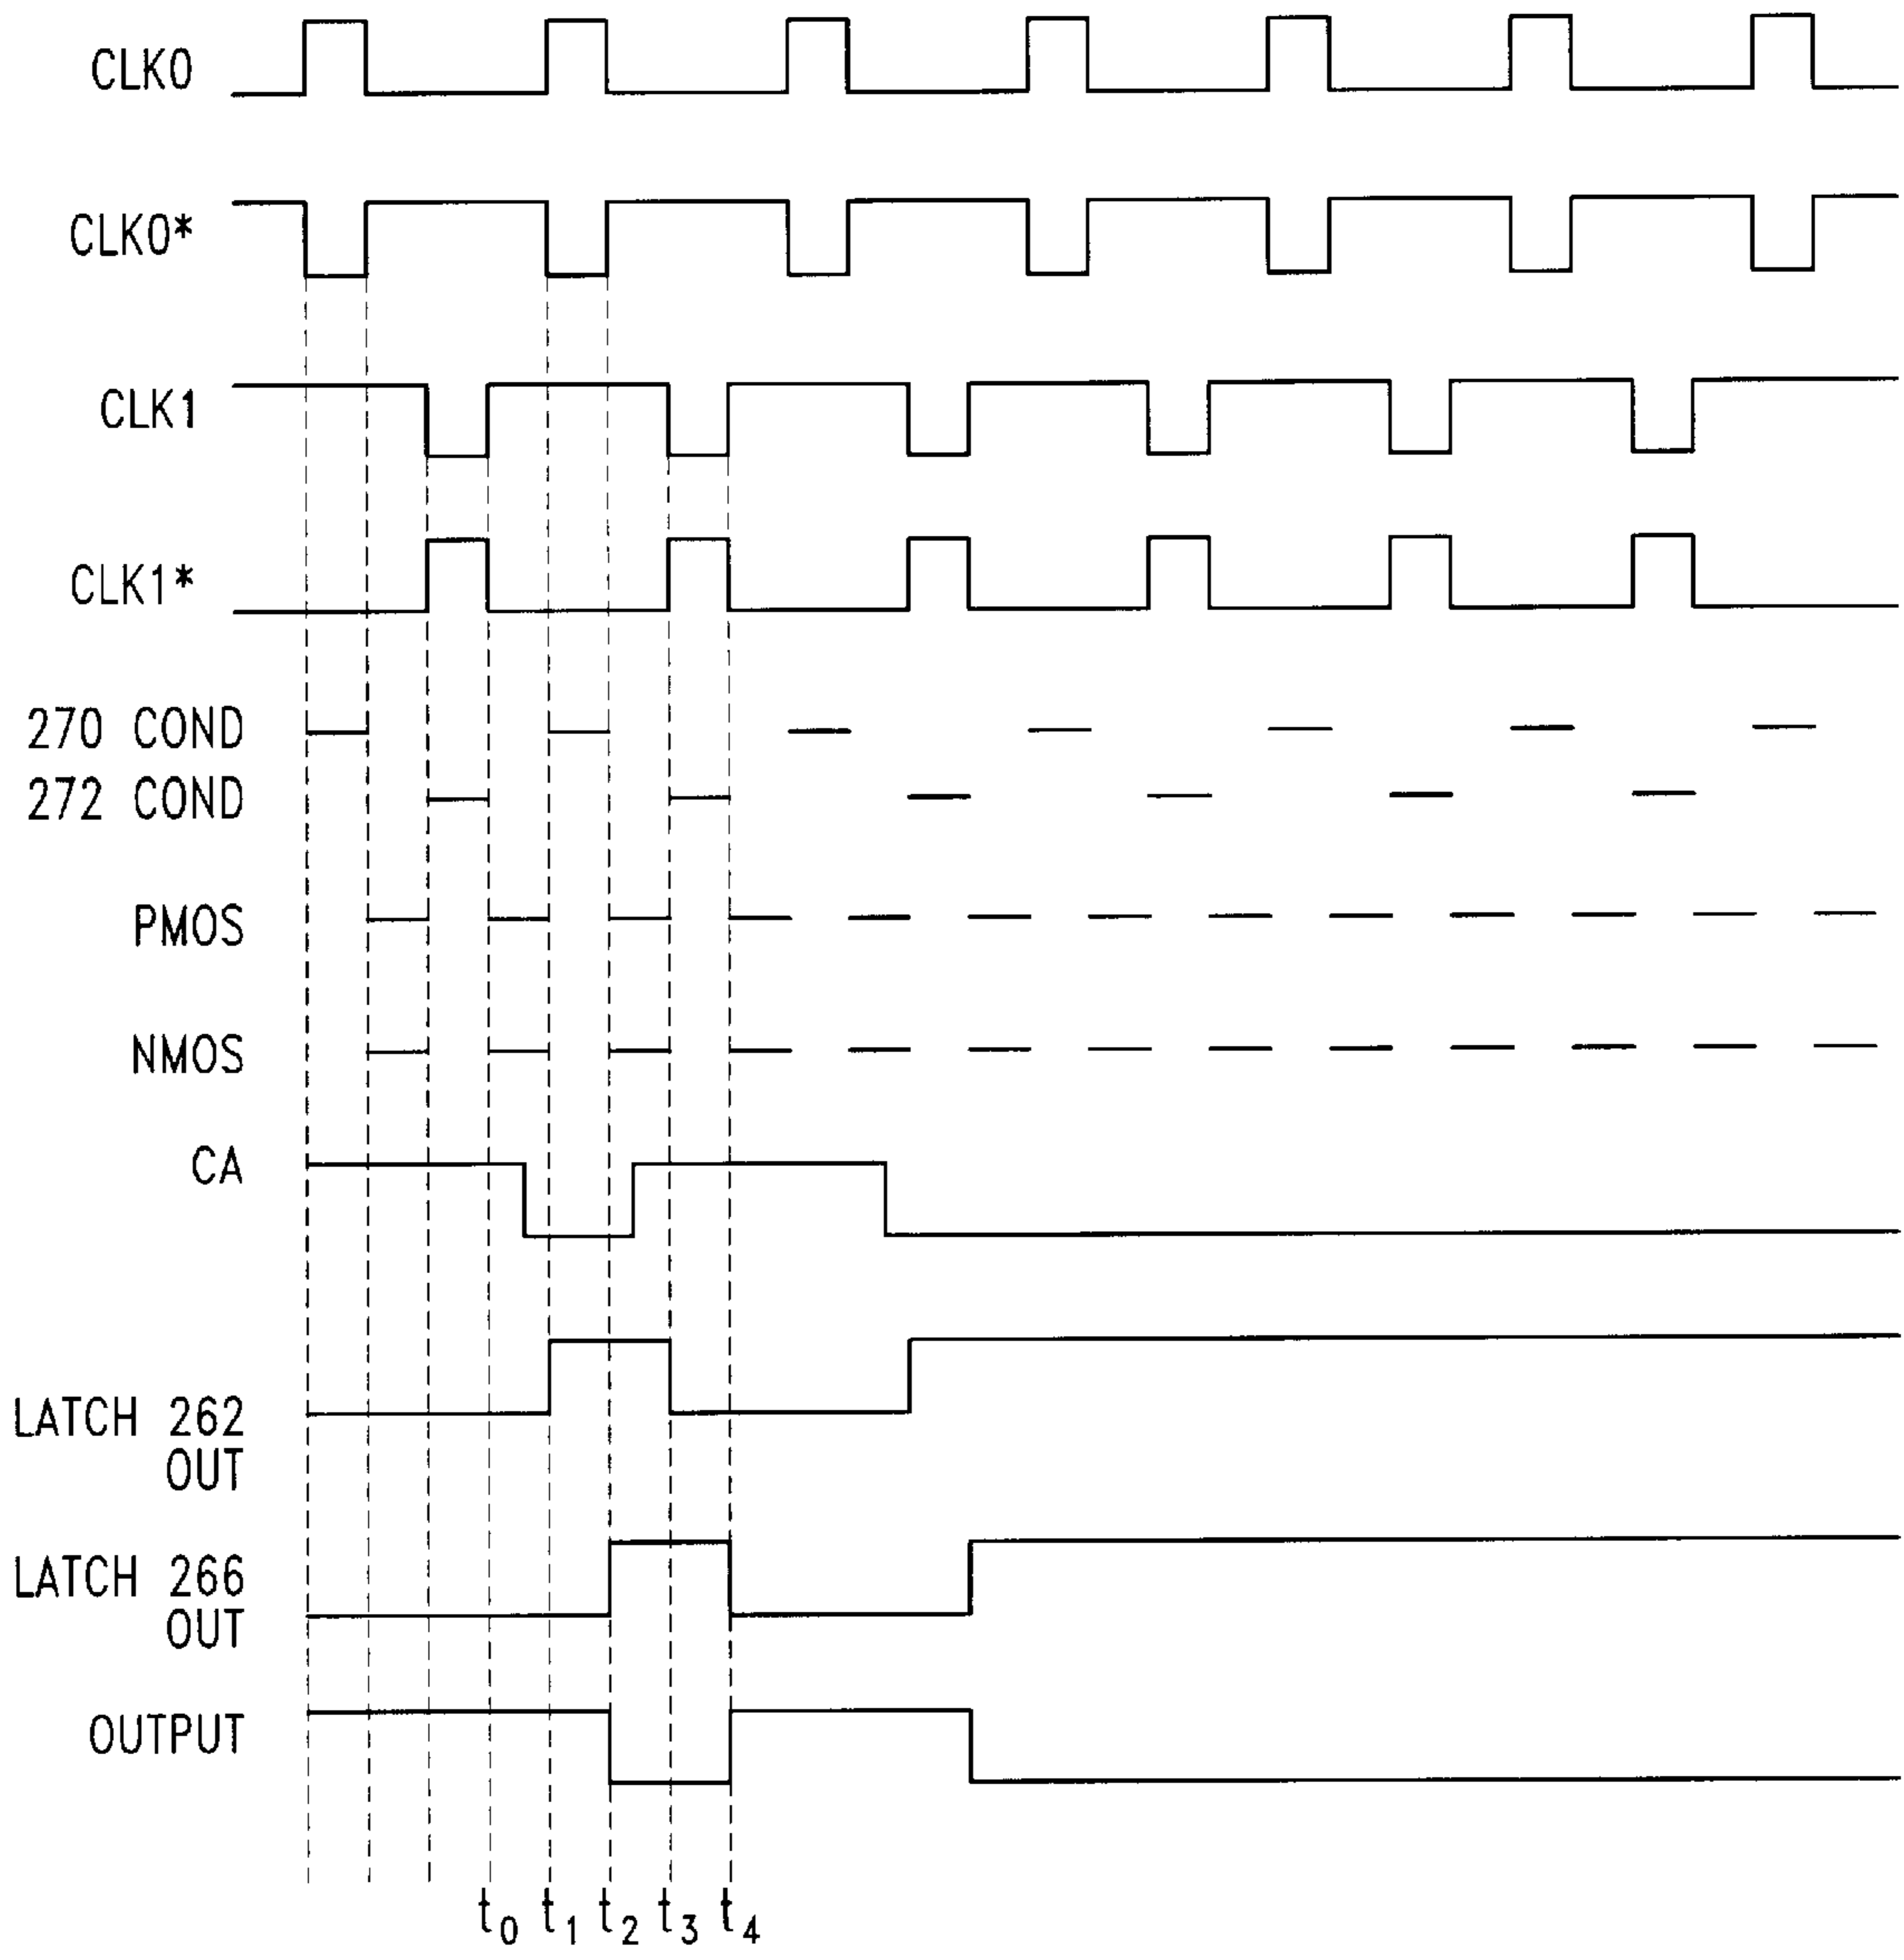 CLK0
CLK0*
CLK1
CLK1*
270 COND
272 COND
PMOS
NMOS
CA
LATCH 262
OUT
LATCH 266
OUT
OUTPUT
t0 t1 t2 t3 t4